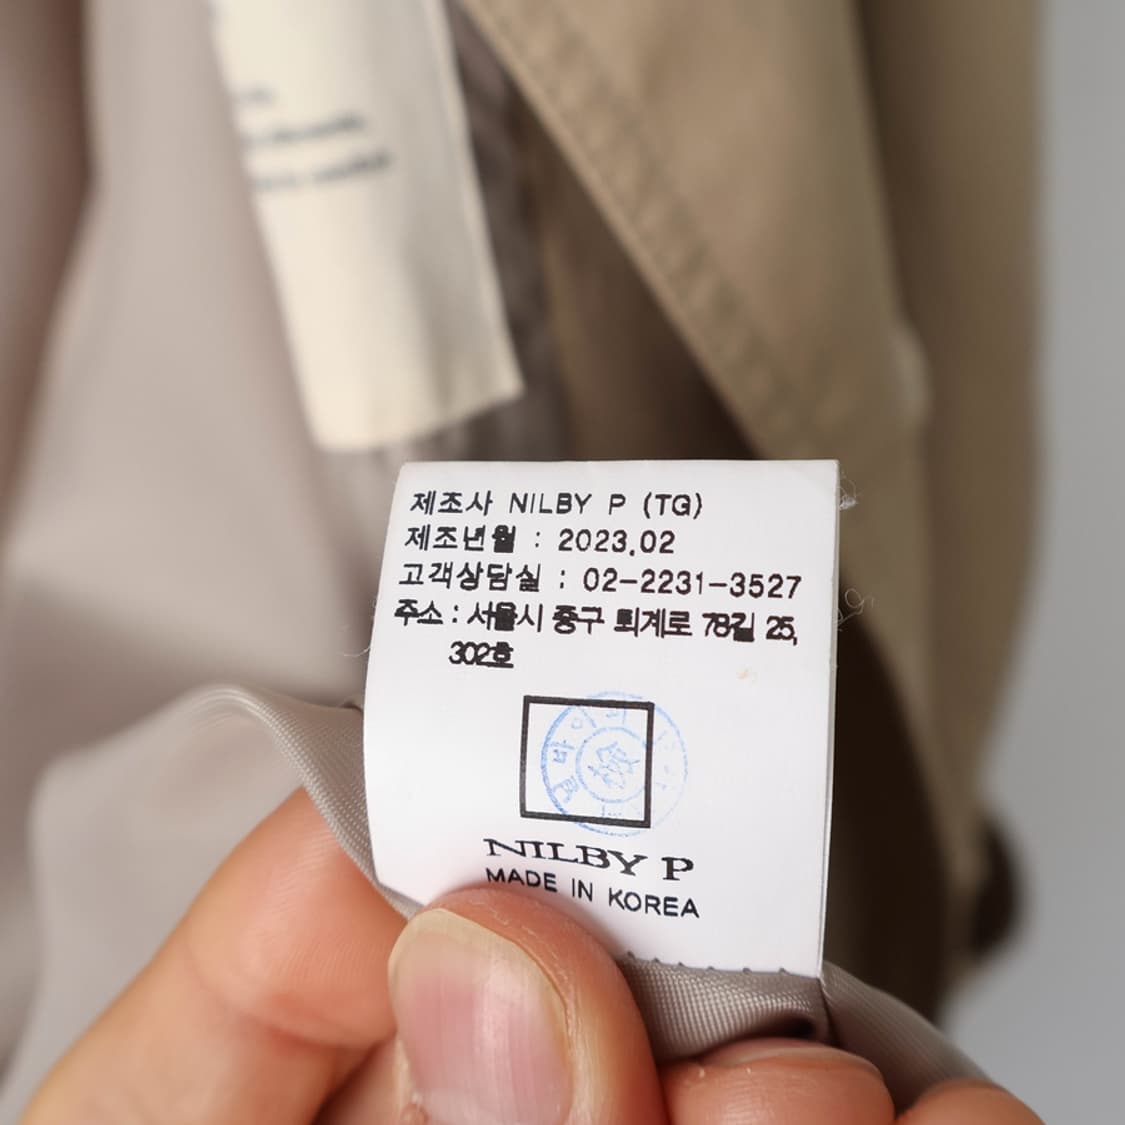 제조사 NILBY P (TG)
제조년월 : 2023.02
고객상담실 : 02-2231-3527
주소 : 서울시 중구 퇴계로 78길 25,
302호
NILBY P
MADE IN KOREA